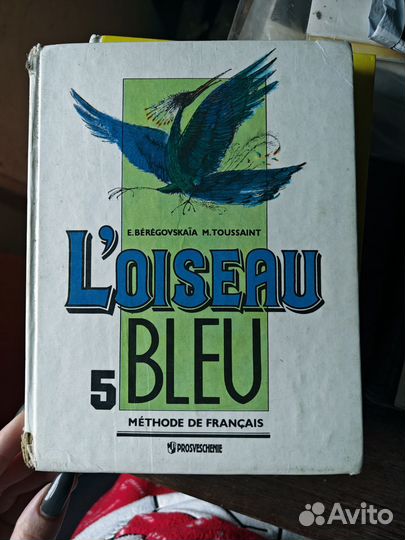 E. BÉRÉGOVSKAÏA M. TOUSSAINT
L'OISEAU
BLEU
5
MÉTHODE DE FRANÇAIS
PROSVESCHENIE
Avito